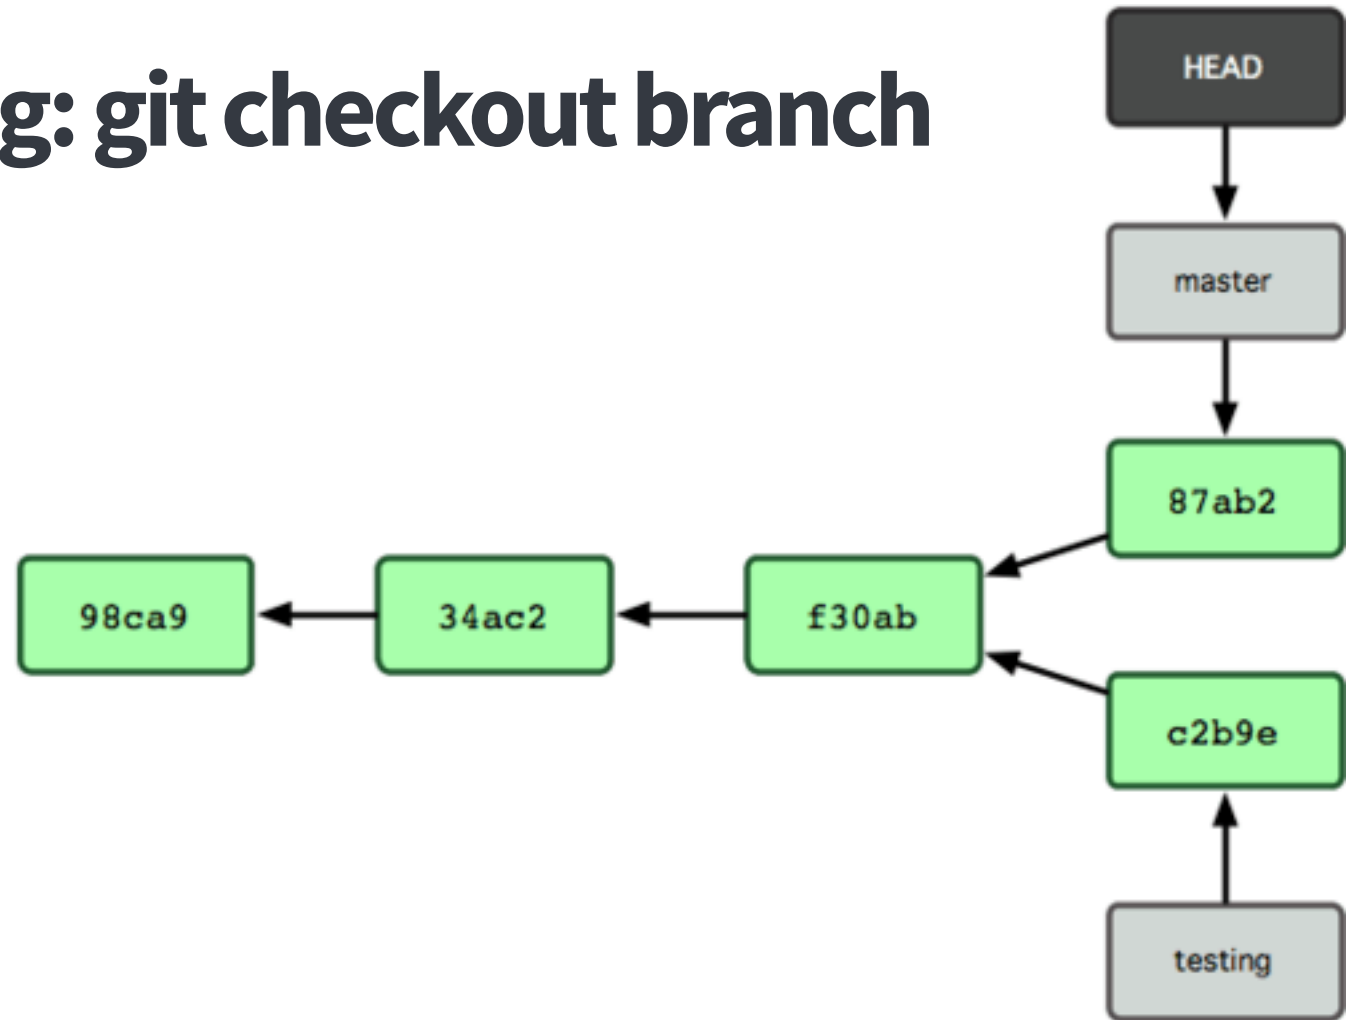 g: git checkout branch
HEAD
master
87ab2
98ca9
34ac2
f30ab
c2b9e
testing